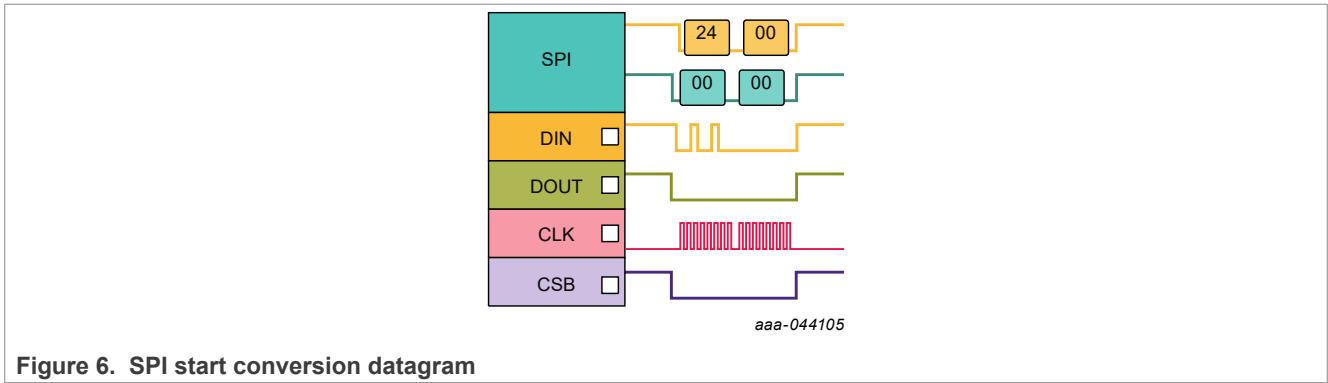 24 00
SPI
00 00
DIN
DOUT
CLK
CSB
aaa-044105
Figure 6. SPI start conversion datagram